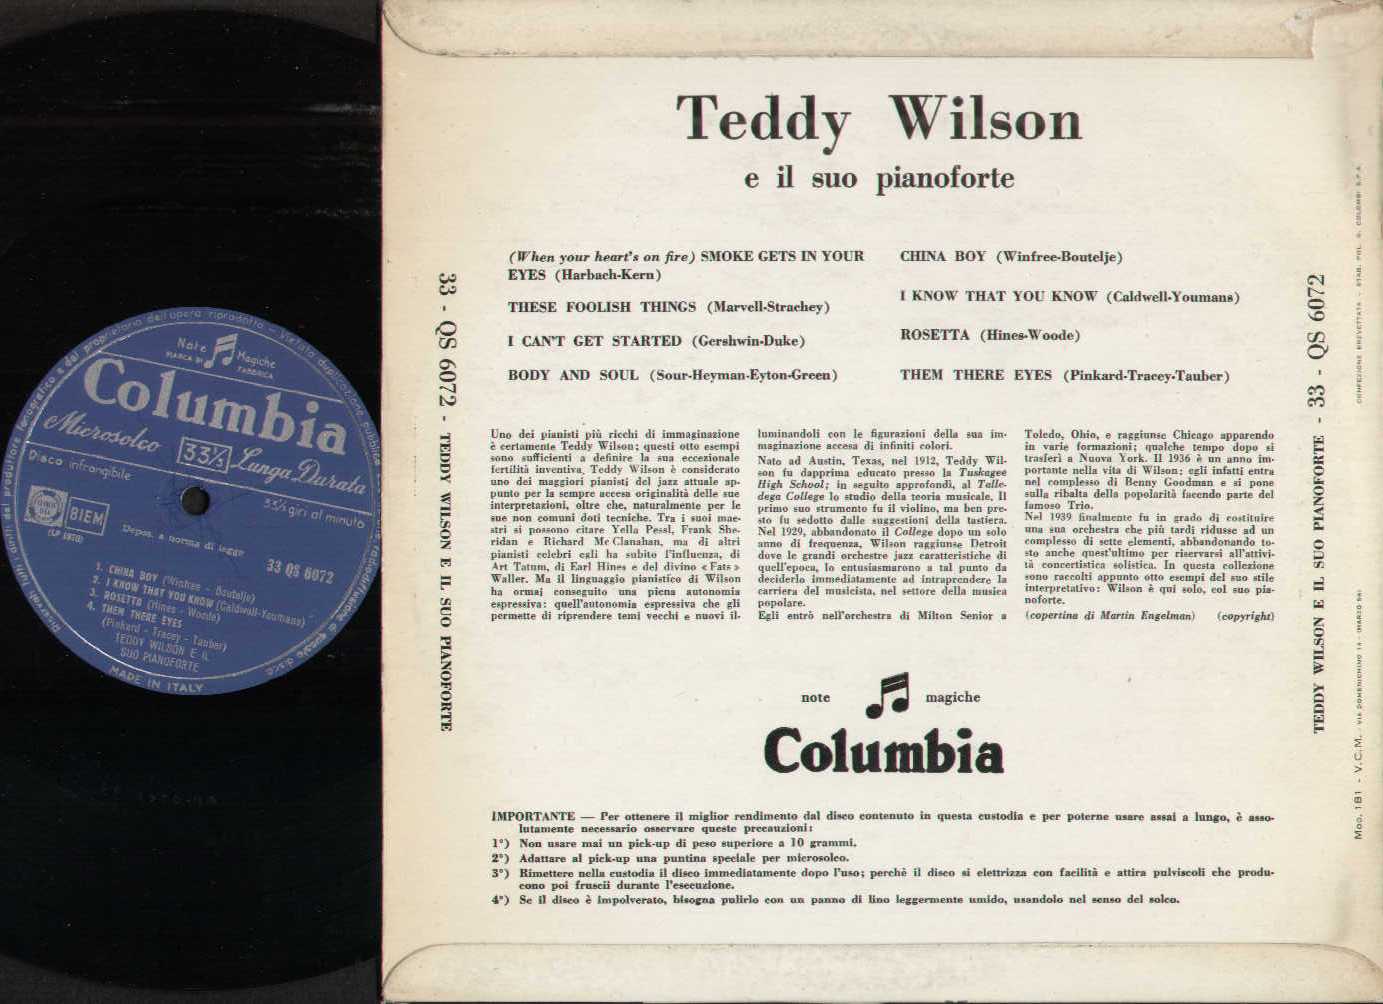 Teddy Wilson
e il suo pianoforte
(When your heart's on fire) SMOKE GETS IN YOUR
EYES (Harbach-Kern)
THESE FOOLISH THINGS (Marvell-Strachey)
I CAN'T GET STARTED (Gershwin-Duke)
BODY AND SOUL (Sour-Heyman-Eyton-Green)
CHINA BOY (Winfree-Boutelje)
I KNOW THAT YOU KNOW (Caldwell-Youmans)
ROSETTA (Hines-Woode)
THEM THERE EYES (Pinkard-Tracey-Tauber)
Uno dei pianisti più ricchi di immaginazione
è certamente Teddy Wilson; questi otto esempi
sono sufficienti a definire la sua eccezionale
fertilità inventiva. Teddy Wilson è considerato
uno dei maggiori pianisti del jazz attuale ap-
punto per la sempre accesa originalità delle sue
interpretazioni, oltre che, naturalmente per le
sue non comuni doti tecniche. Tra i suoi mae-
stri si possono citare Yella Pessl, Frank She-
ridan e Richard Mc Clanahan, ma di altri
pianisti celebri egli ha subito l'influenza, di
Art Tatum, di Earl Hines e del divino «Fats»
Waller. Ma il linguaggio pianistico di Wilson
ha ormai conseguito una piena autonomia
espressiva: quell'autonomia espressiva che gli
permette di riprendere temi vecchi e nuovi il-
luminandoli con le figurazioni della sua im-
maginazione accesa di infiniti colori.
Nato ad Austin, Texas, nel 1912, Teddy Wil-
son fu dapprima educato presso la Tuskagee
High School; in seguito approfondì, al Talle-
dega College lo studio della teoria musicale. Il
primo suo strumento fu il violino, ma ben pre-
sto fu sedotto dalle suggestioni della tastiera.
Nel 1929, abbandonato il College dopo un solo
anno di frequenza, Wilson raggiunse Detroit
dove le grandi orchestre jazz caratteristiche di
quell'epoca, lo entusiasmarono a tal punto da
deciderlo immediatamente ad intraprendere la
carriera del musicista, nel settore della musica
popolare.
Egli entrò nell'orchestra di Milton Senior a
Toledo, Ohio, e raggiunse Chicago apparendo
in varie formazioni; qualche tempo dopo si
trasferì a Nuova York. Il 1936 è un anno im-
portante nella vita di Wilson: egli infatti entra
nel complesso di Benny Goodman e si pone
sulla ribalta della popolarità facendo parte del
famoso Trio.
Nel 1939 finalmente fu in grado di costituire
una sua orchestra che più tardi ridusse ad un
complesso di sette elementi, abbandonando to-
sto anche quest'ultimo per riservarsi all'attivi-
tà concertistica solistica. In questa collezione
sono raccolti appunto otto esempi del suo stile
interpretativo: Wilson è qui solo, col suo pia-
noforte.
(copertina di Martin Engelman) (copyright)
note magiche
Columbia
IMPORTANTE — Per ottenere il miglior rendimento dal disco contenuto in questa custodia e per poterne usare assai a lungo, è asso-
lutamente necessario osservare queste precauzioni:
1°) Non usare mai un pick-up di peso superiore a 10 grammi.
2°) Adattare al pick-up una puntina speciale per microsolco.
3°) Rimettere nella custodia il disco immediatamente dopo l'uso; perchè il disco si elettrizza con facilità e attira pulviscoli che produ-
cono poi fruscii durante l'esecuzione.
4°) Se il disco è impolverato, bisogna pulirlo con un panno di lino leggermente umido, usandolo nel senso del solco.
33 - QS 6072 - TEDDY WILSON E IL SUO PIANOFORTE
TEDDY WILSON E IL SUO PIANOFORTE - 33 - QS 6072
Mod. 181 - V.C.M. - VIA DOMENICHINO 14 -
CONFEZIONE BREVETTATA - STAB. POL. G. COLOMBI S.P.A.
Note Magiche
MARCA DI FABBRICA
Columbia
Microsolco 33⅓ Lunga Durata
Disco infrangibile
33⅓ giri al minuto
BIEM
Depos. a norma di legge
33 QS 6072
1. CHINA BOY (Winfree - Boutelje)
2. I KNOW THAT YOU KNOW (Caldwell-Youmans)
3. ROSETTA (Hines - Woode)
4. THEM THERE EYES
(Pinkard - Tracey - Tauber)
TEDDY WILSON E IL
SUO PIANOFORTE
MADE IN ITALY